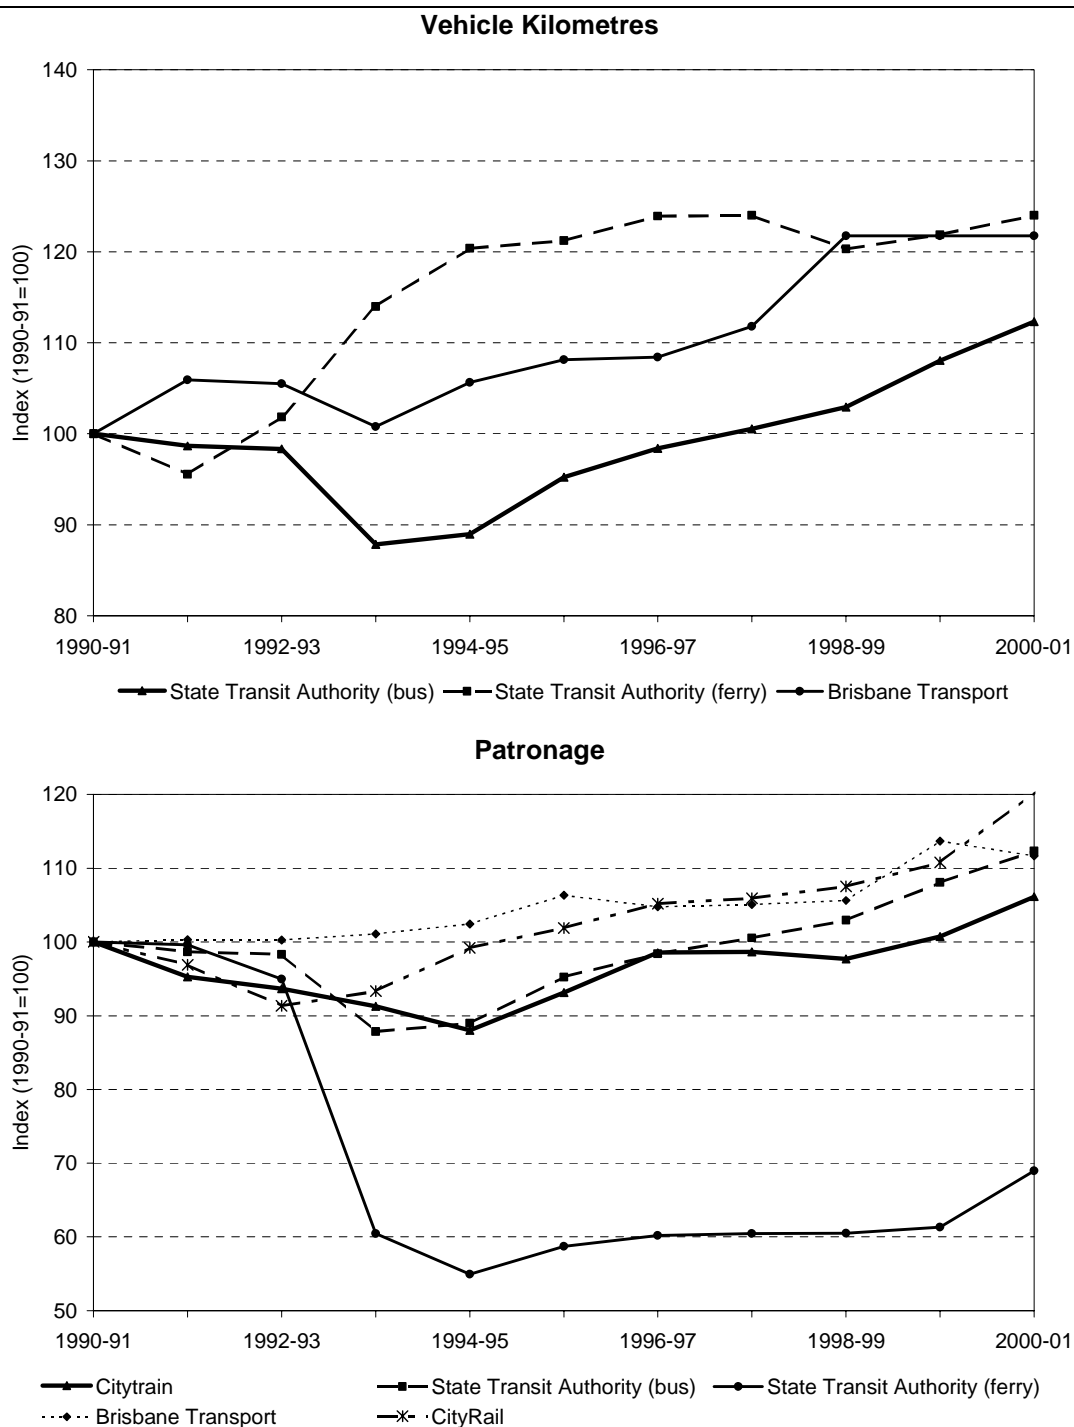 Vehicle Kilometres
140
130
120
110
100
90
80
Index (1990-91=100)
1990-91 1992-93 1994-95 1996-97 1998-99 2000-01
State Transit Authority (bus) State Transit Authority (ferry) Brisbane Transport
Patronage
120
110
100
90
80
70
60
50
Index (1990-91=100)
1990-91 1992-93 1994-95 1996-97 1998-99 2000-01
Citytrain State Transit Authority (bus) State Transit Authority (ferry)
Brisbane Transport CityRail